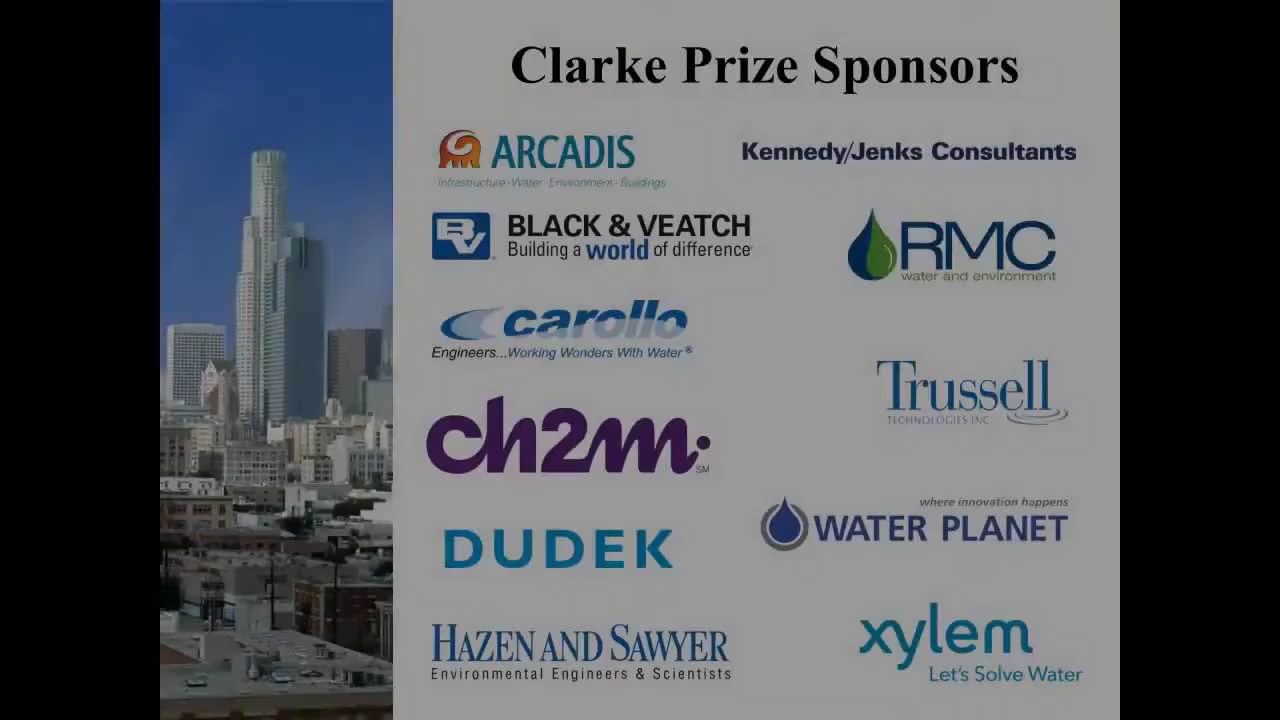 Clarke Prize Sponsors
ARCADIS
Infrastructure · Water · Environment · Buildings
BV BLACK & VEATCH
Building a world of difference
carollo
Engineers...Working Wonders With Water®
ch2m SM
DUDEK
HAZEN AND SAWYER
Environmental Engineers & Scientists
Kennedy/Jenks Consultants
RMC
water and environment
Trussell
TECHNOLOGIES INC
where innovation happens
WATER PLANET
xylem
Let's Solve Water